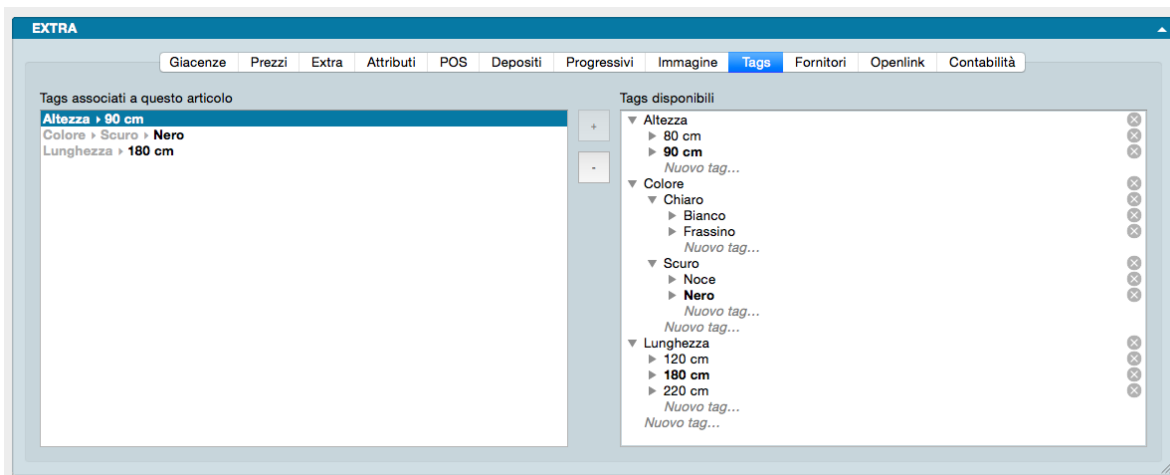 EXTRA
Giacenze Prezzi Extra Attributi POS Depositi Progressivi Immagine Tags Fornitori Openlink Contabilità
Tags associati a questo articolo
Altezza ▸ 90 cm
Colore ▸ Scuro ▸ Nero
Lunghezza ▸ 180 cm
+
-
Tags disponibili
Altezza
80 cm
90 cm
Nuovo tag...
Colore
Chiaro
Bianco
Frassino
Nuovo tag...
Scuro
Noce
Nero
Nuovo tag...
Nuovo tag...
Lunghezza
120 cm
180 cm
220 cm
Nuovo tag...
Nuovo tag...